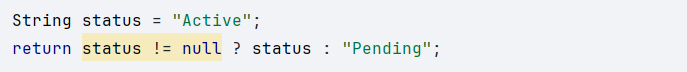 String status = "Active";
return status != null ? status : "Pending";